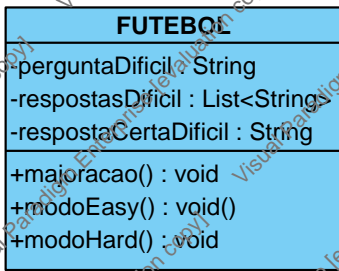 FUTEBOL
-perguntaDificil : String
-respostasDificil : List<String>
-respostaCertaDificil : String
+majoracao() : void
+modoEasy() : void()
+modoHard() : void